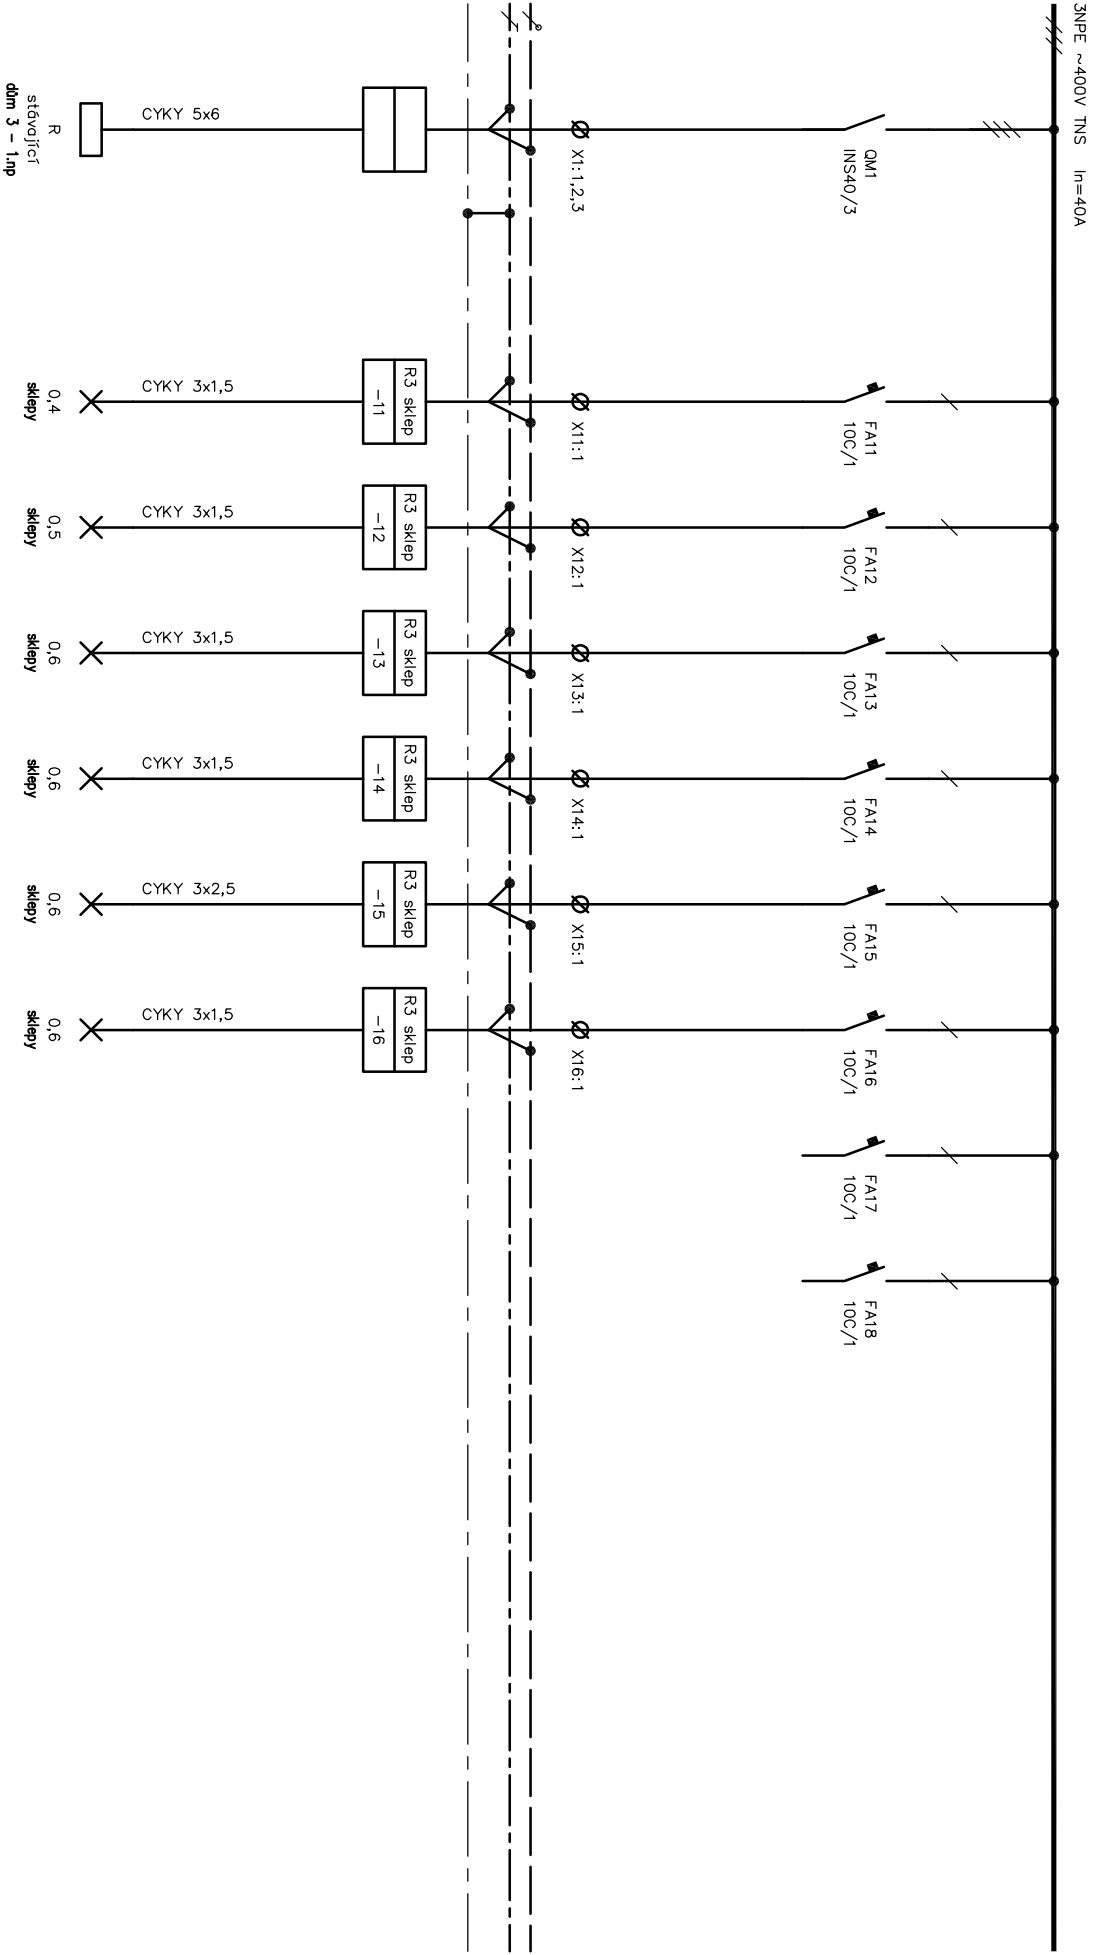 3NPE ~400V TNS In=40A
QM1
INS40/3
X1:1,2,3
CYKY 5x6
R
stávající
dům 3 - 1.np
FA11
10C/1
X11:1
R3 sklep
-11
CYKY 3x1,5
0,4
sklepy
FA12
10C/1
X12:1
R3 sklep
-12
CYKY 3x1,5
0,5
sklepy
FA13
10C/1
X13:1
R3 sklep
-13
CYKY 3x1,5
0,6
sklepy
FA14
10C/1
X14:1
R3 sklep
-14
CYKY 3x1,5
0,6
sklepy
FA15
10C/1
X15:1
R3 sklep
-15
CYKY 3x2,5
0,6
sklepy
FA16
10C/1
X16:1
R3 sklep
-16
CYKY 3x1,5
0,6
sklepy
FA17
10C/1
FA18
10C/1